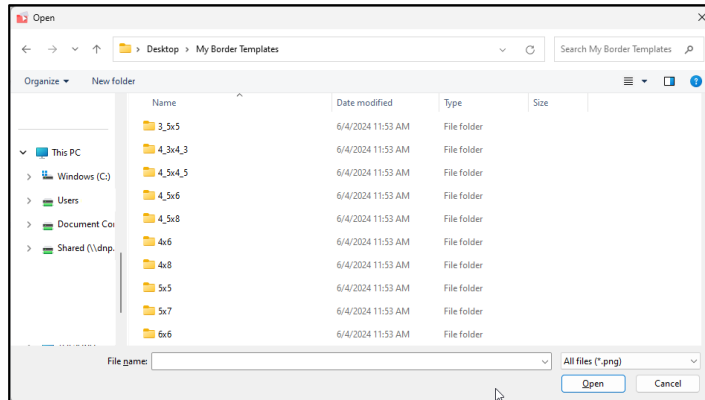 Open
Desktop > My Border Templates
Search My Border Templates
Organize New folder
Name Date modified Type Size
3_5x5 6/4/2024 11:53 AM File folder
This PC
4_3x4_3 6/4/2024 11:53 AM File folder
Windows (C:)
4_5x4_5 6/4/2024 11:53 AM File folder
Users
4_5x6 6/4/2024 11:53 AM File folder
Document Co
4_5x8 6/4/2024 11:53 AM File folder
Shared (\\dnp.
4x6 6/4/2024 11:53 AM File folder
4x8 6/4/2024 11:53 AM File folder
5x5 6/4/2024 11:53 AM File folder
5x7 6/4/2024 11:53 AM File folder
6x6 6/4/2024 11:53 AM File folder
File name: All files (*.png)
Open Cancel